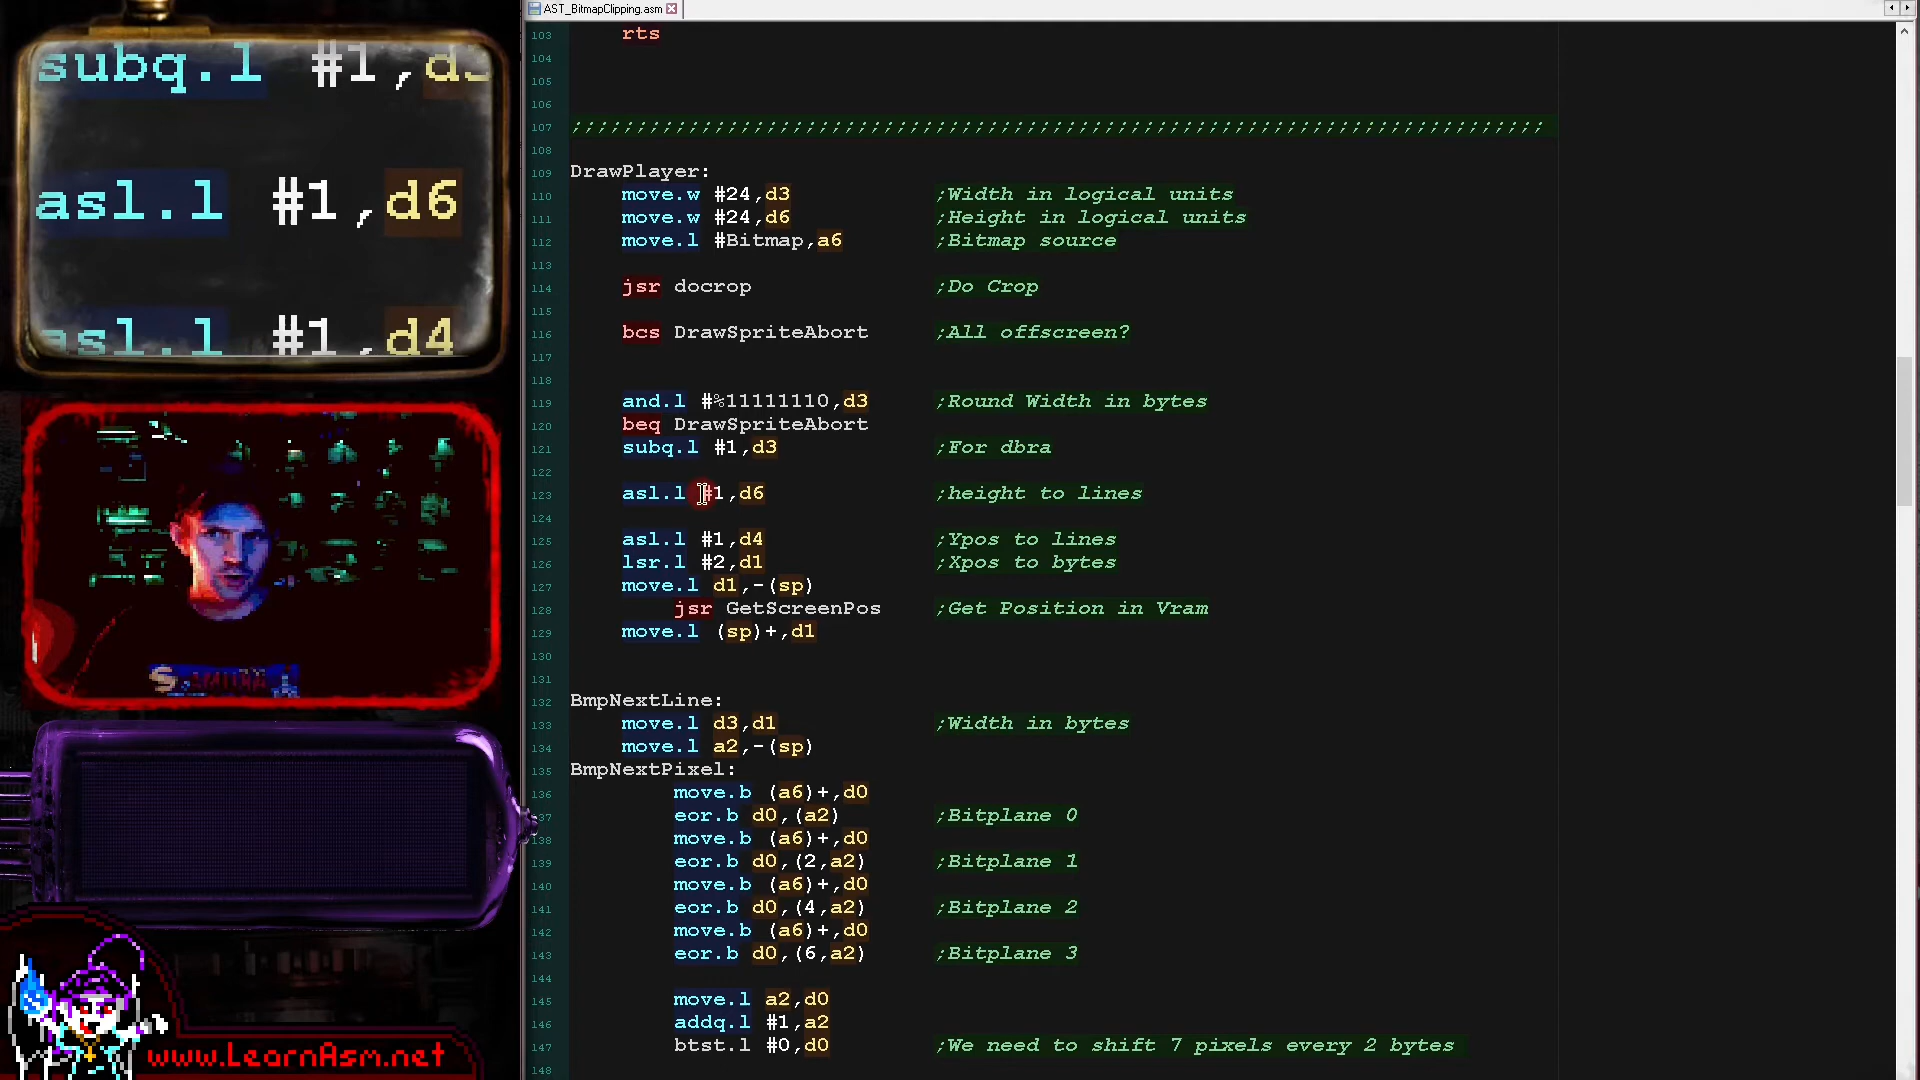 subq.l #1,d3
asl.l #1,d6
asl.l #1,d4
www.LearnAsm.net
AST_BitmapClipping.asm
103 rts
104
105
106
107 ;;;;;;;;;;;;;;;;;;;;;;;;;;;;;;;;;;;;;;;;;;;;;;;;;;;;;;;;;;;;;;;;;;;;;;;;;;;
108
109 DrawPlayer:
110 move.w #24,d3 ;Width in logical units
111 move.w #24,d6 ;Height in logical units
112 move.l #Bitmap,a6 ;Bitmap source
113
114 jsr docrop ;Do Crop
115
116 bcs DrawSpriteAbort ;All offscreen?
117
118
119 and.l #%11111110,d3 ;Round Width in bytes
120 beq DrawSpriteAbort
121 subq.l #1,d3 ;For dbra
122
123 asl.l #1,d6 ;height to lines
124
125 asl.l #1,d4 ;Ypos to lines
126 lsr.l #2,d1 ;Xpos to bytes
127 move.l d1,-(sp)
128 jsr GetScreenPos ;Get Position in Vram
129 move.l (sp)+,d1
130
131
132 BmpNextLine:
133 move.l d3,d1 ;Width in bytes
134 move.l a2,-(sp)
135 BmpNextPixel:
136 move.b (a6)+,d0
137 eor.b d0,(a2) ;Bitplane 0
138 move.b (a6)+,d0
139 eor.b d0,(2,a2) ;Bitplane 1
140 move.b (a6)+,d0
141 eor.b d0,(4,a2) ;Bitplane 2
142 move.b (a6)+,d0
143 eor.b d0,(6,a2) ;Bitplane 3
144
145 move.l a2,d0
146 addq.l #1,a2
147 btst.l #0,d0 ;We need to shift 7 pixels every 2 bytes
148